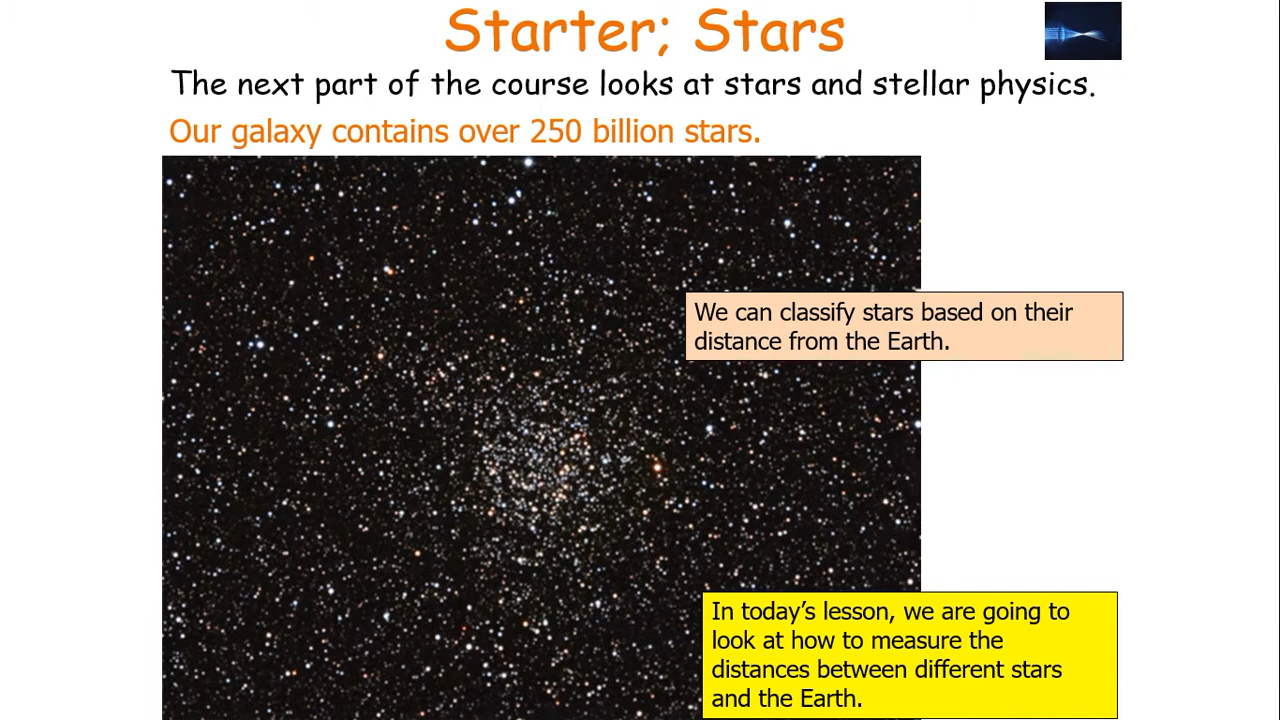 Starter; Stars
The next part of the course looks at stars and stellar physics.
Our galaxy contains over 250 billion stars.
We can classify stars based on their
distance from the Earth.
In today’s lesson, we are going to
look at how to measure the
distances between different stars
and the Earth.